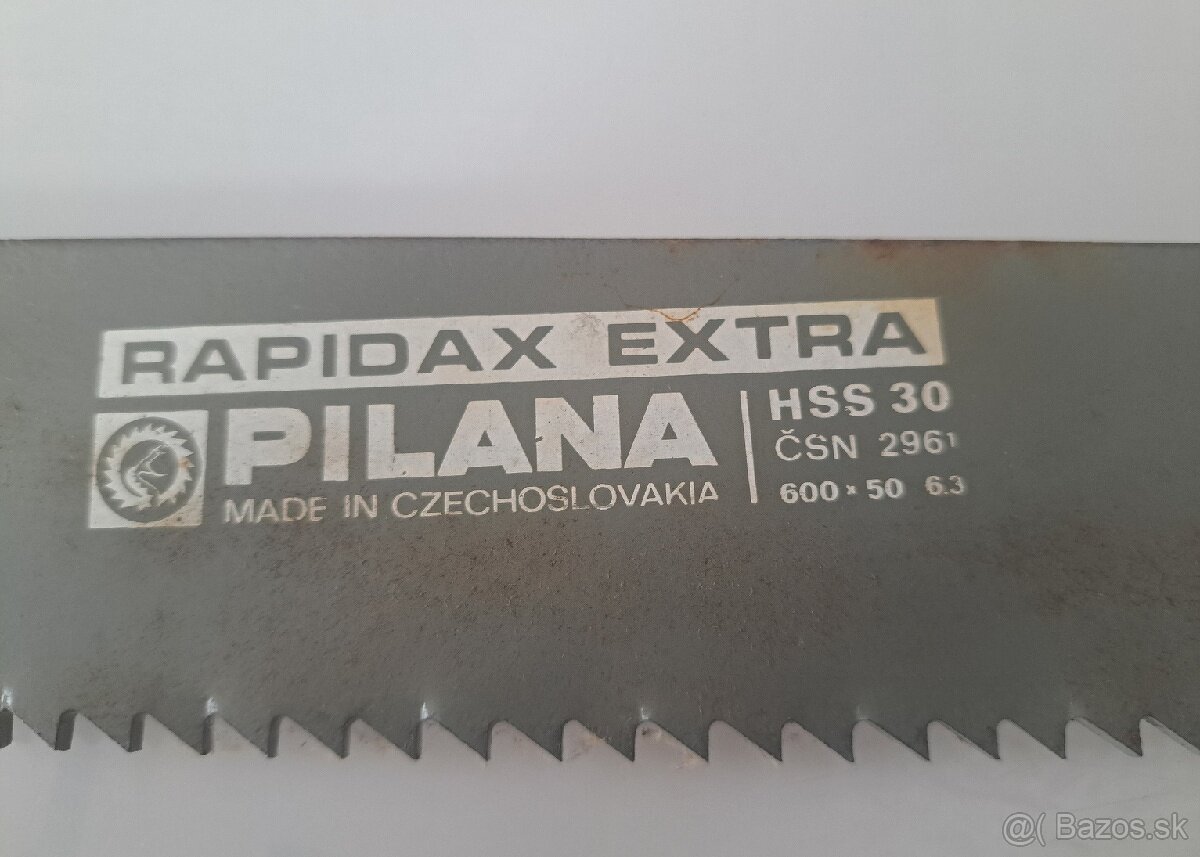 RAPIDAX EXTRA
PILANA
MADE IN CZECHOSLOVAKIA
HSS 30
ČSN 2961
600 × 50 6.3
@( Bazos.sk